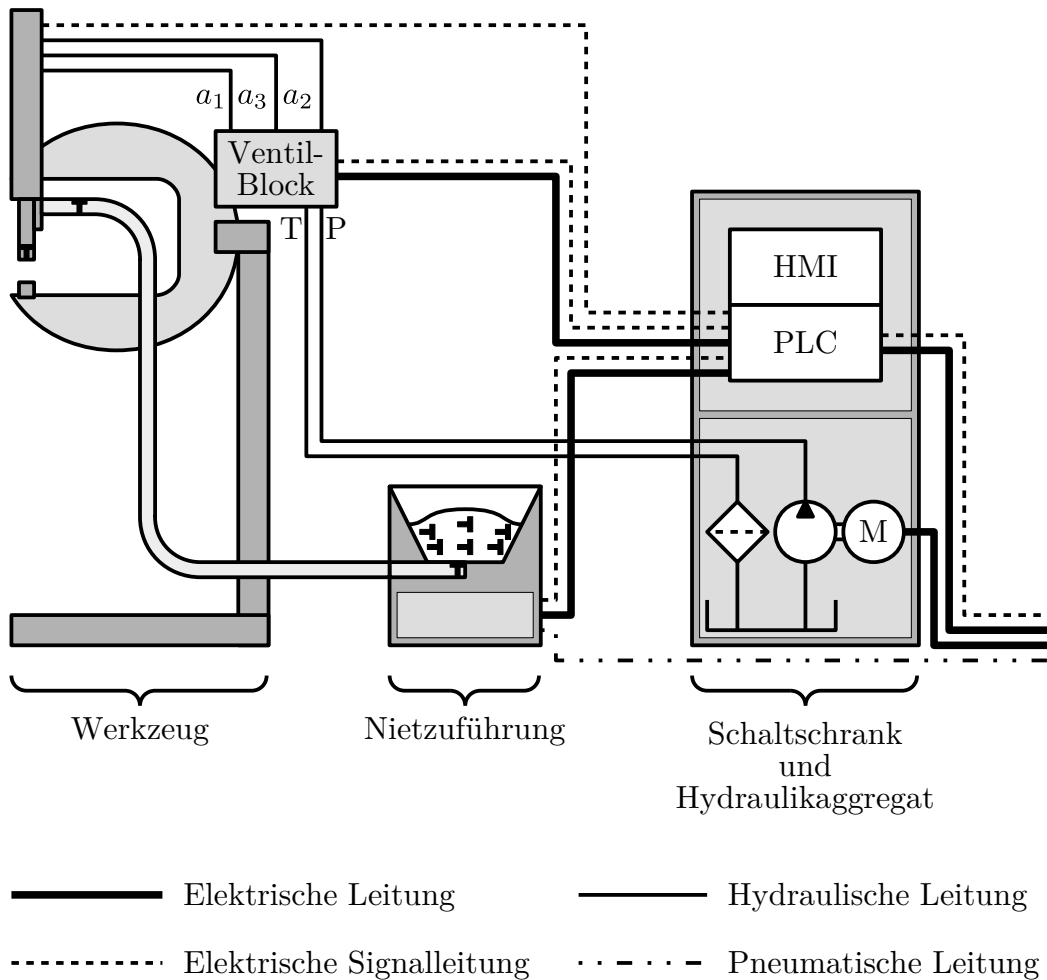 a1 a3 a2
Ventil-
Block
T P
HMI
PLC
M
Werkzeug
Nietzuführung
Schaltschrank
und
Hydraulikaggregat
Elektrische Leitung
Hydraulische Leitung
Elektrische Signalleitung
Pneumatische Leitung